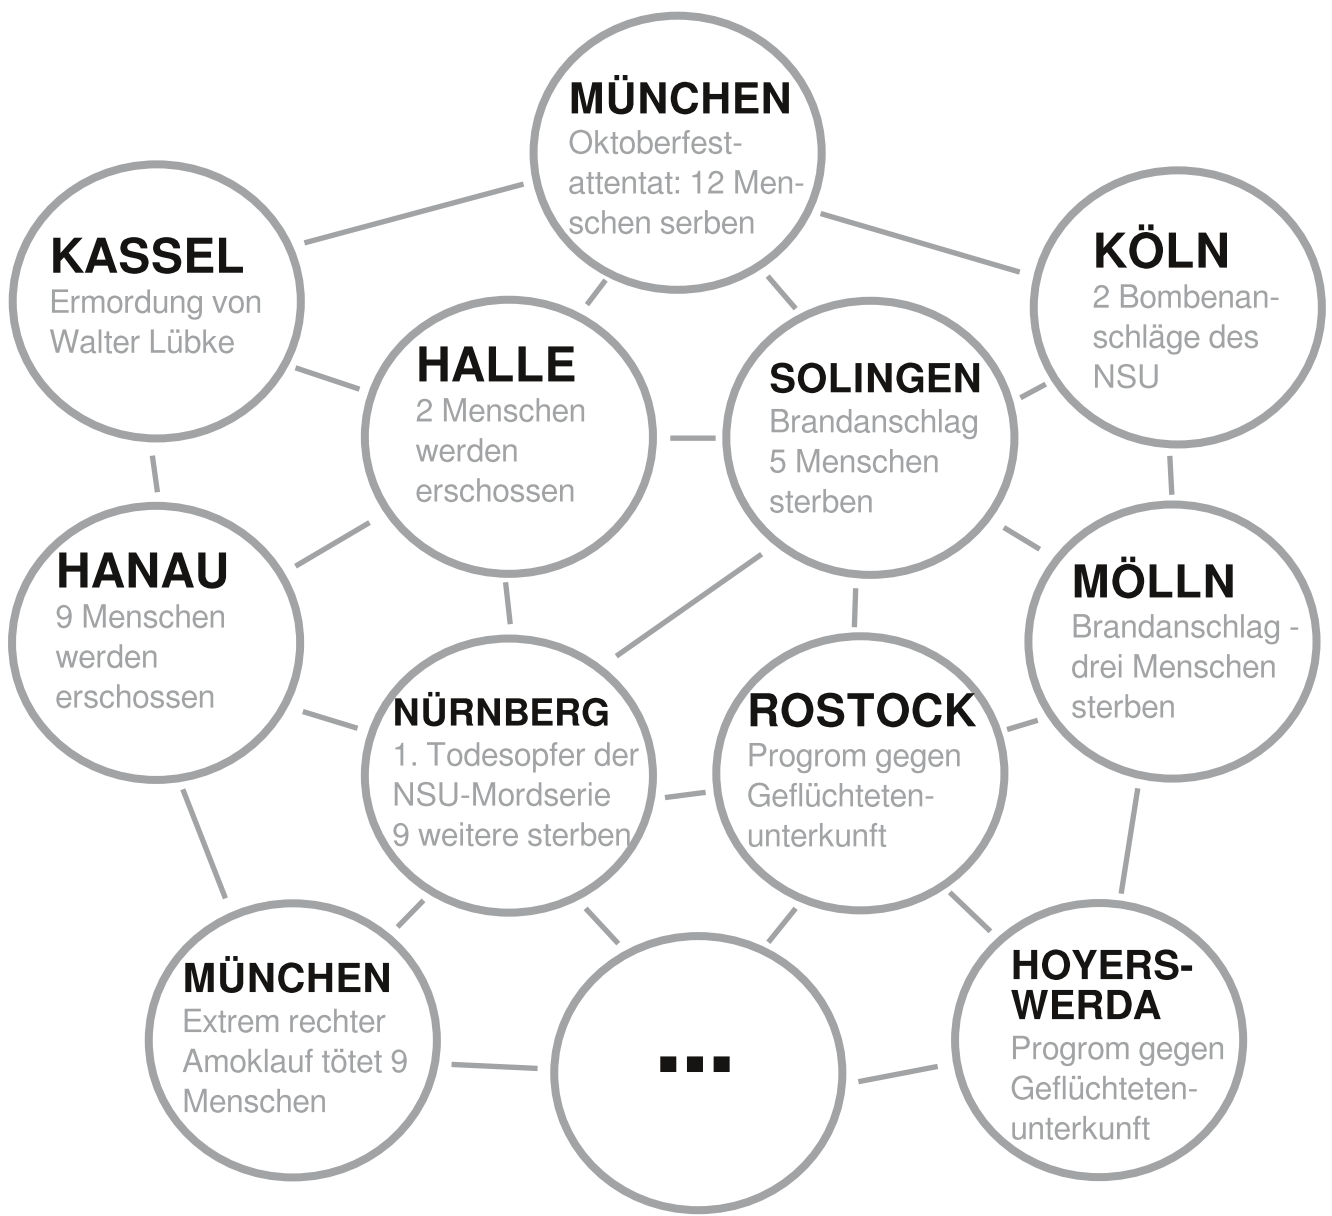 MÜNCHEN
Oktoberfest-
attentat: 12 Men-
schen serben
KASSEL
Ermordung von
Walter Lübke
KÖLN
2 Bombenan-
schläge des
NSU
HALLE
2 Menschen
werden
erschossen
SOLINGEN
Brandanschlag
5 Menschen
sterben
HANAU
9 Menschen
werden
erschossen
MÖLLN
Brandanschlag -
drei Menschen
sterben
NÜRNBERG
1. Todesopfer der
NSU-Mordserie
9 weitere sterben
ROSTOCK
Progrom gegen
Geflüchteten-
unterkunft
MÜNCHEN
Extrem rechter
Amoklauf tötet 9
Menschen
...
HOYERS-
WERDA
Progrom gegen
Geflüchteten-
unterkunft